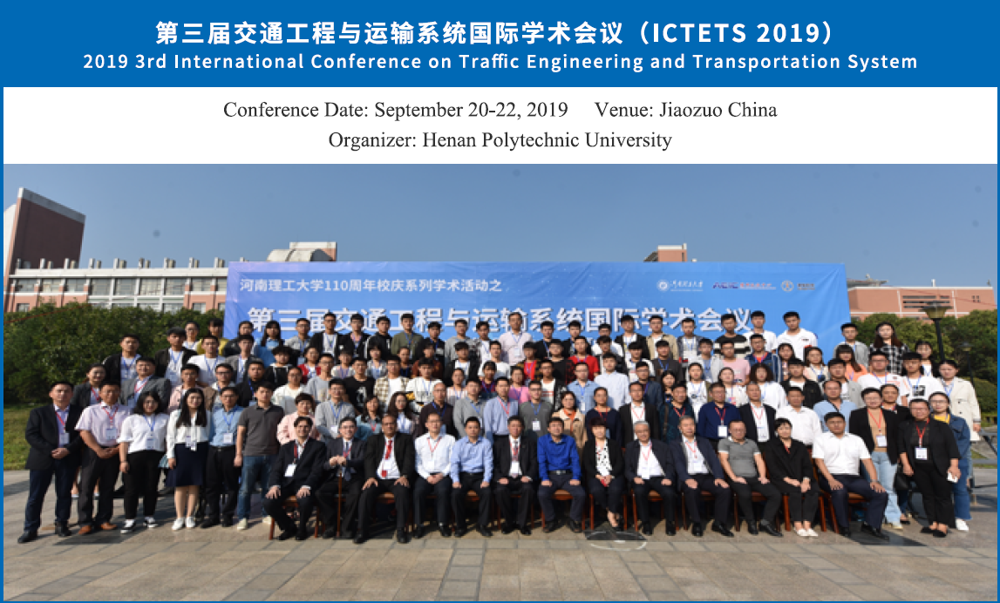 第三届交通工程与运输系统国际学术会议（ICTETS 2019）
2019 3rd International Conference on Traffic Engineering and Transportation System
Conference Date: September 20-22, 2019 Venue: Jiaozuo China
Organizer: Henan Polytechnic University
河南理工大学110周年校庆系列学术活动之
第三届交通工程与运输系统国际学术会议